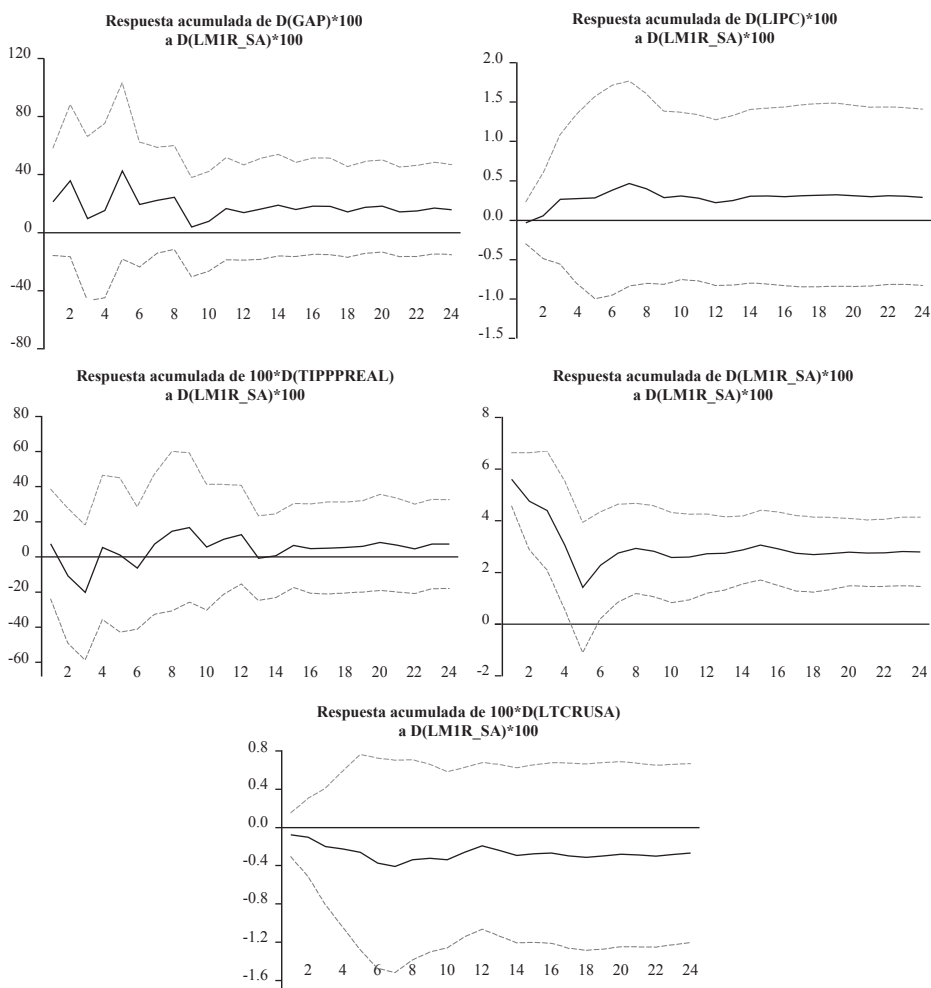 Respuesta acumulada de D(GAP)*100
a D(LM1R_SA)*100
120
80
40
0
-40
-80
2 4 6 8 10 12 14 16 18 20 22 24
Respuesta acumulada de D(LIPC)*100
a D(LM1R_SA)*100
2.0
1.5
1.0
0.5
0.0
-0.5
-1.0
-1.5
2 4 6 8 10 12 14 16 18 20 22 24
Respuesta acumulada de 100*D(TIPPPREAL)
a D(LM1R_SA)*100
80
60
40
20
0
-20
-40
-60
2 4 6 8 10 12 14 16 18 20 22 24
Respuesta acumulada de D(LM1R_SA)*100
a D(LM1R_SA)*100
8
6
4
2
0
-2
2 4 6 8 10 12 14 16 18 20 22 24
Respuesta acumulada de 100*D(LTCRUSA)
a D(LM1R_SA)*100
0.8
0.4
0.0
-0.4
-0.8
-1.2
-1.6
2 4 6 8 10 12 14 16 18 20 22 24